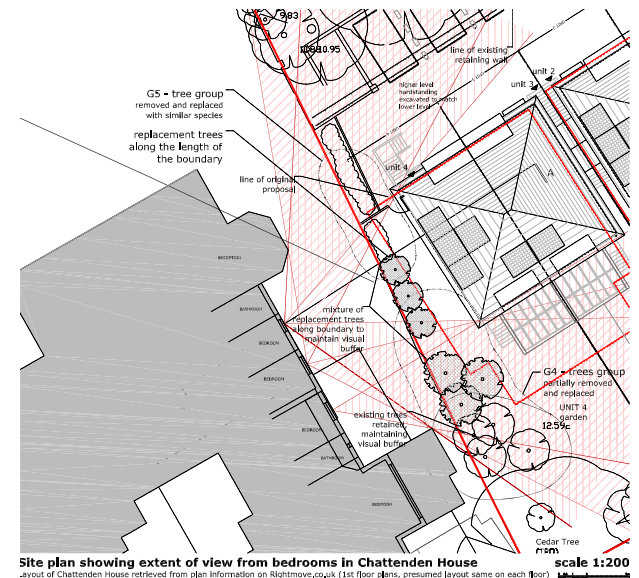 9.83
10.95
line of existing
retaining wall
unit 2
unit 3
G5 - tree group
removed and replaced
with similar species
higher level
hardstanding
excavated to match
lower level
replacement trees
along the length of
the boundary
line of original
proposal
unit 4
A
RECEPTION
BATHROOM
BEDROOM
BEDROOM
BEDROOM
BATHROOM
BEDROOM
mixture of
replacement trees
along boundary to
maintain visual
buffer
G4 - trees group
partially removed
and replaced
UNIT 4
garden
12.59
existing trees
retained,
maintaining
visual buffer
Cedar Tree
(TPO)
Site plan showing extent of view from bedrooms in Chattenden House
scale 1:200
Layout of Chattenden House retrieved from plan information on Rightmove.co.uk (1st floor plans, presumed layout same on each floor)